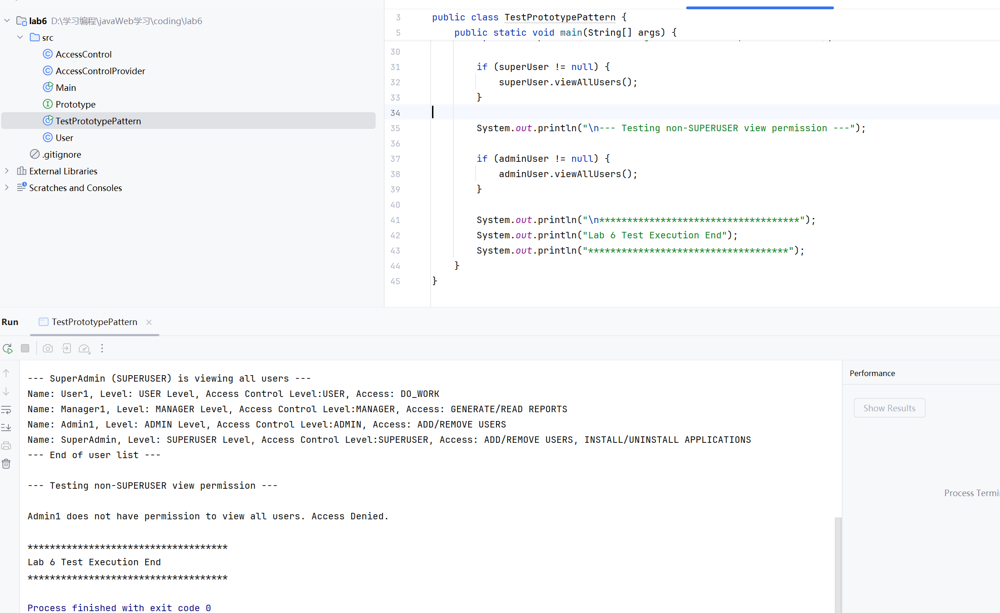 lab6 D:\学习编程\javaWeb学习\coding\lab6
src
AccessControl
AccessControlProvider
Main
Prototype
TestPrototypePattern
User
.gitignore
External Libraries
Scratches and Consoles
3 public class TestPrototypePattern {
5 public static void main(String[] args) {
30
31 if (superUser != null) {
32 superUser.viewAllUsers();
33 }
34
35 System.out.println("\n--- Testing non-SUPERUSER view permission ---");
36
37 if (adminUser != null) {
38 adminUser.viewAllUsers();
39 }
40
41 System.out.println("\n************************************");
42 System.out.println("Lab 6 Test Execution End");
43 System.out.println("************************************");
44 }
45 }
Run TestPrototypePattern
--- SuperAdmin (SUPERUSER) is viewing all users ---
Name: User1, Level: USER Level, Access Control Level:USER, Access: DO_WORK
Name: Manager1, Level: MANAGER Level, Access Control Level:MANAGER, Access: GENERATE/READ REPORTS
Name: Admin1, Level: ADMIN Level, Access Control Level:ADMIN, Access: ADD/REMOVE USERS
Name: SuperAdmin, Level: SUPERUSER Level, Access Control Level:SUPERUSER, Access: ADD/REMOVE USERS, INSTALL/UNINSTALL APPLICATIONS
--- End of user list ---
--- Testing non-SUPERUSER view permission ---
Admin1 does not have permission to view all users. Access Denied.
************************************
Lab 6 Test Execution End
************************************
Process finished with exit code 0
Performance
Show Results
Process